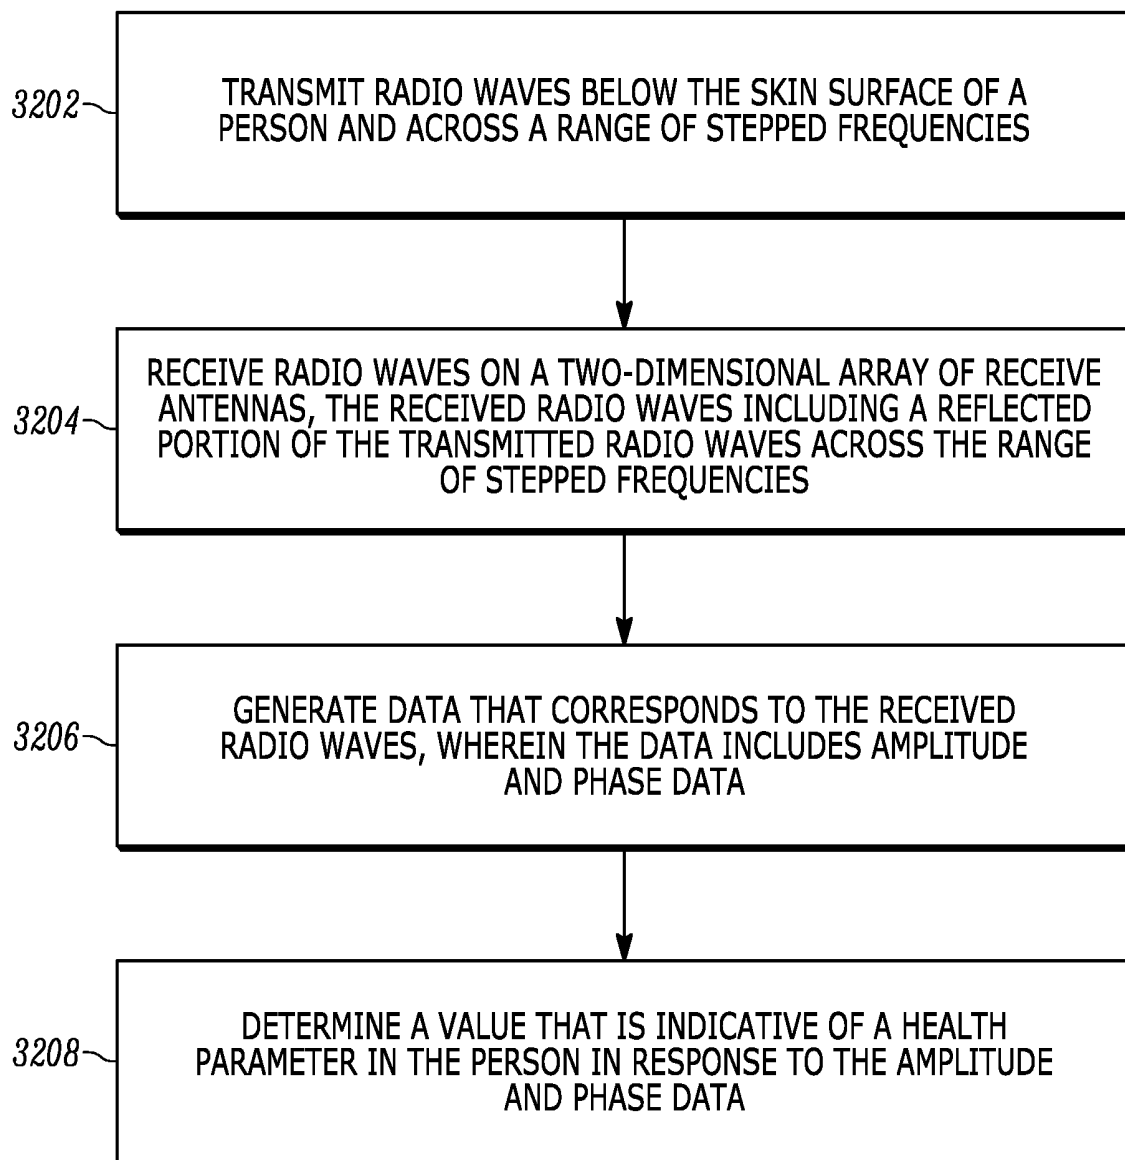 3202
TRANSMIT RADIO WAVES BELOW THE SKIN SURFACE OF A
PERSON AND ACROSS A RANGE OF STEPPED FREQUENCIES
3204
RECEIVE RADIO WAVES ON A TWO-DIMENSIONAL ARRAY OF RECEIVE
ANTENNAS, THE RECEIVED RADIO WAVES INCLUDING A REFLECTED
PORTION OF THE TRANSMITTED RADIO WAVES ACROSS THE RANGE
OF STEPPED FREQUENCIES
3206
GENERATE DATA THAT CORRESPONDS TO THE RECEIVED
RADIO WAVES, WHEREIN THE DATA INCLUDES AMPLITUDE
AND PHASE DATA
3208
DETERMINE A VALUE THAT IS INDICATIVE OF A HEALTH
PARAMETER IN THE PERSON IN RESPONSE TO THE AMPLITUDE
AND PHASE DATA